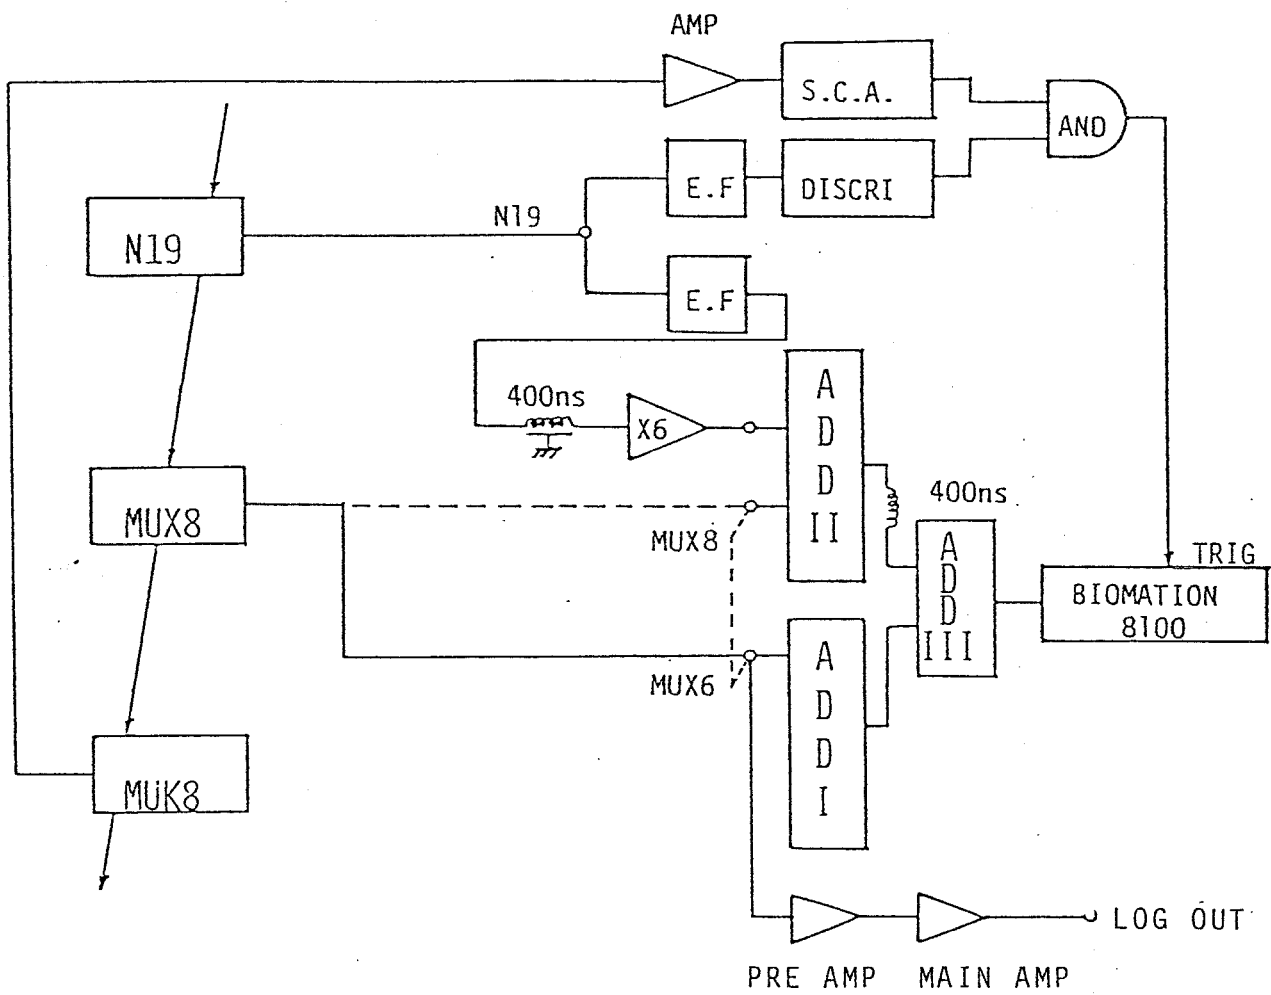 AMP
S.C.A.
AND
E.F
DISCRI
N19
N19
E.F
400ns
X6
ADD II
400ns
MUX8
MUX8
ADD III
TRIG
BIOMATION
8100
MUX6
ADD I
MUK8
LOG OUT
PRE AMP
MAIN AMP